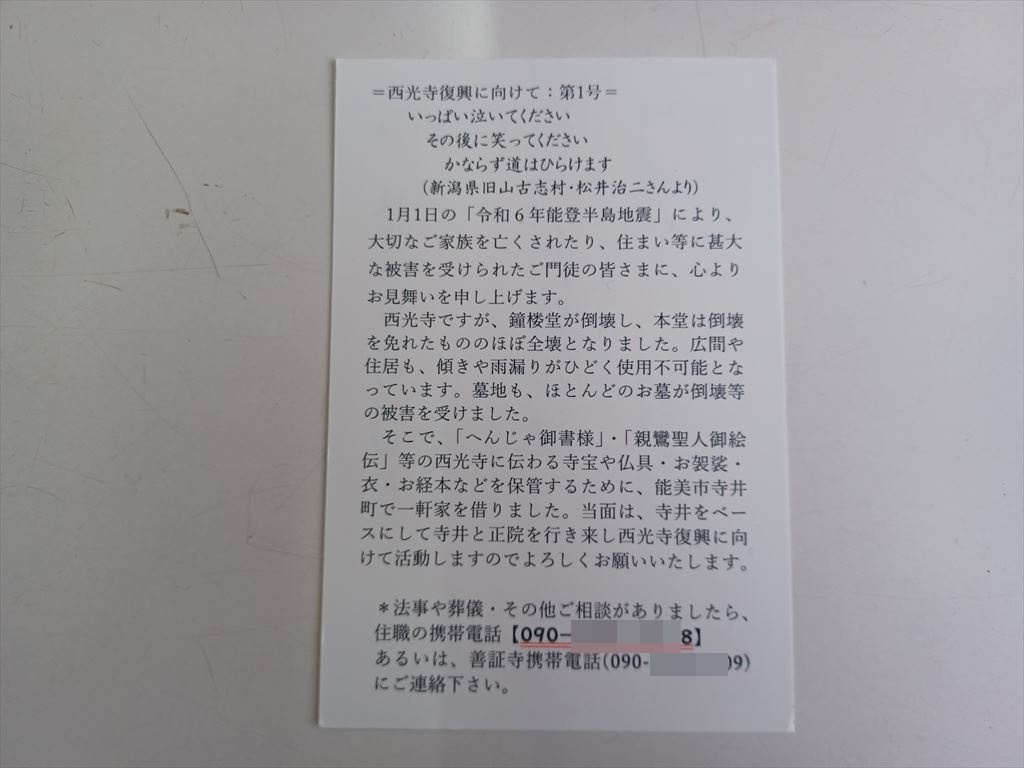 =西光寺復興に向けて:第1号=
いっぱい泣いてください
その後に笑ってください
かならず道はひらけます
(新潟県旧山古志村・松井治二さんより)
1月1日の「令和6年能登半島地震」により、
大切なご家族を亡くされたり、住まい等に甚大
な被害を受けられたご門徒の皆さまに、心より
お見舞いを申し上げます。
西光寺ですが、鐘楼堂が倒壊し、本堂は倒壊
を免れたもののほぼ全壊となりました。広間や
住居も、傾きや雨漏りがひどく使用不可能とな
っています。墓地も、ほとんどのお墓が倒壊等
の被害を受けました。
そこで、「へんじゃ御書様」・「親鸞聖人御絵
伝」等の西光寺に伝わる寺宝や仏具・お袈裟・
衣・お経本などを保管するために、能美市寺井
町で一軒家を借りました。当面は、寺井をベー
スにして寺井と正院を行き来し西光寺復興に向
けて活動しますのでよろしくお願いいたします。
*法事や葬儀・その他ご相談がありましたら、
住職の携帯電話【090- 8】
あるいは、善証寺携帯電話(090- 09)
にご連絡下さい。